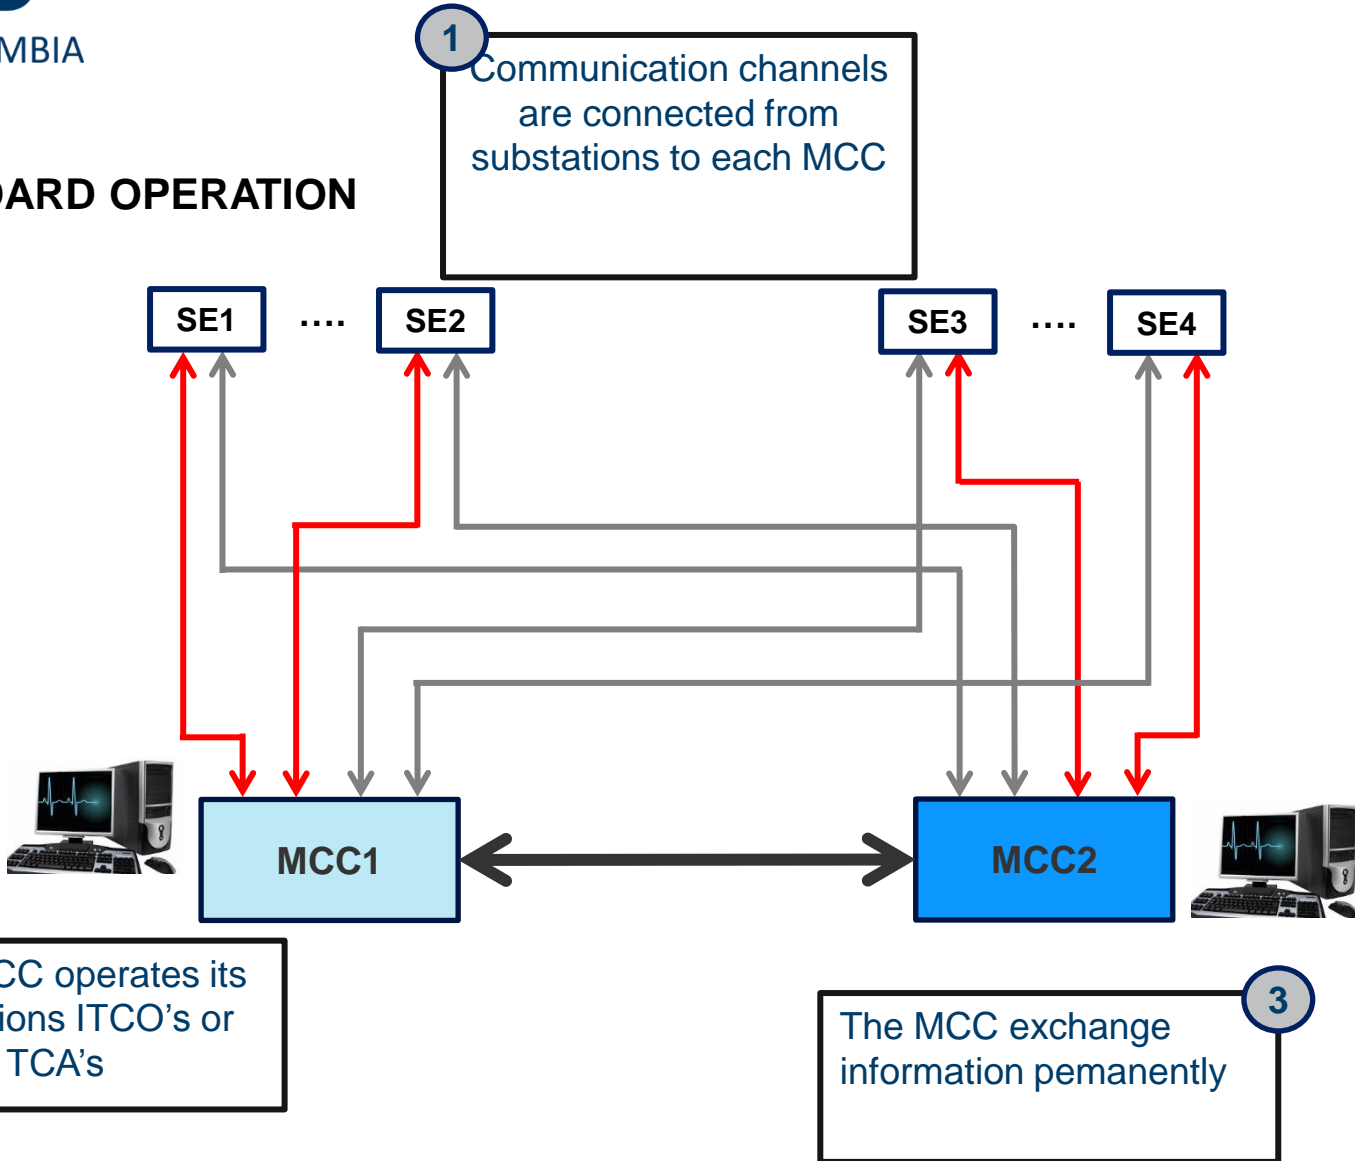 MBIA
1
Communication channels
are connected from
substations to each MCC
DARD OPERATION
SE1 .... SE2 SE3 .... SE4
MCC1 MCC2
CC operates its
ions ITCO's or
TCA's
3
The MCC exchange
information pemanently